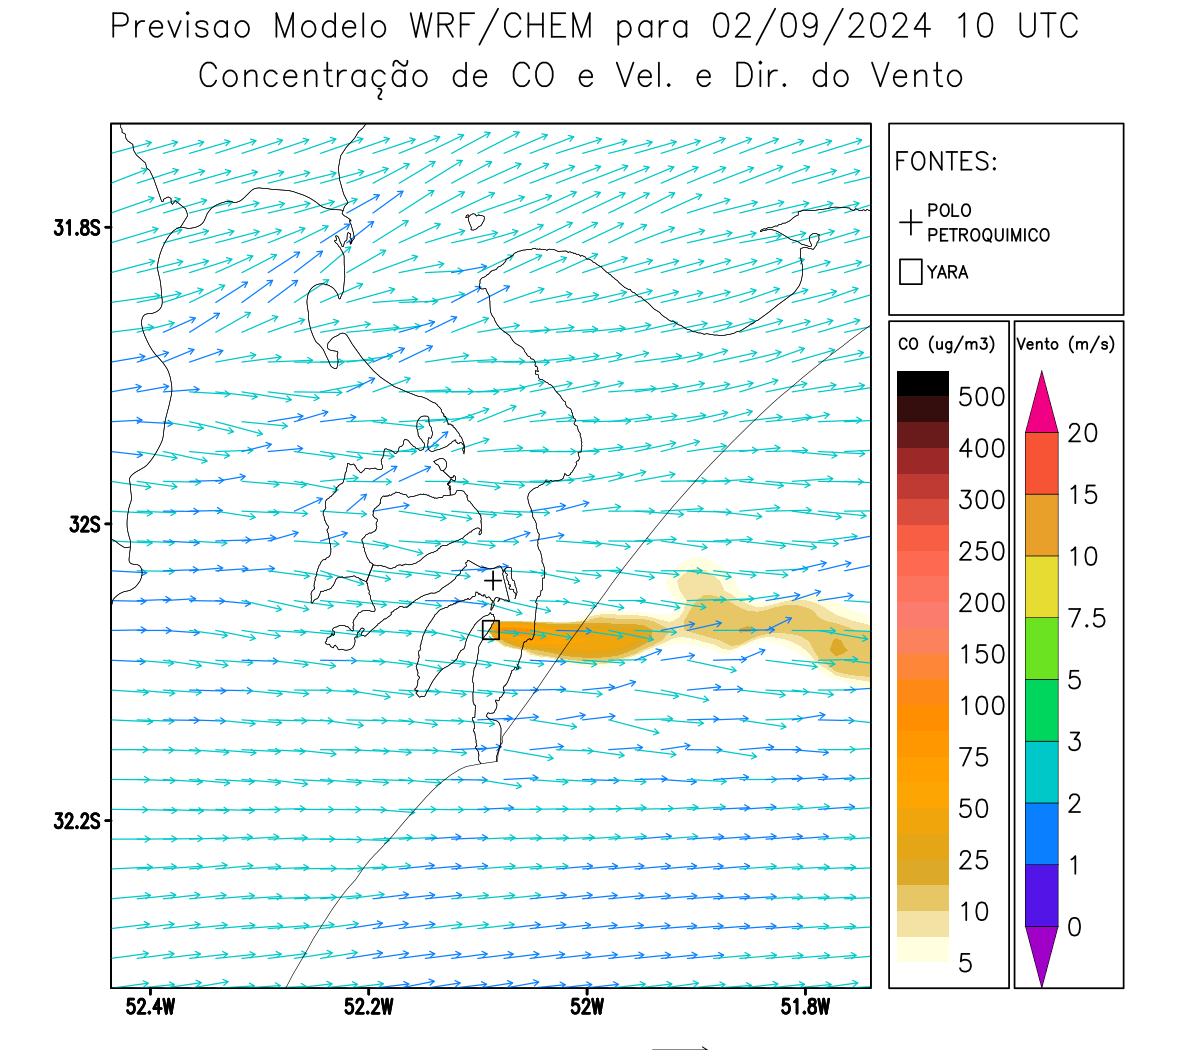 Previsao Modelo WRF/CHEM para 02/09/2024 10 UTC
Concentração de CO e Vel. e Dir. do Vento
FONTES:
POLO
PETROQUIMICO
YARA
31.8S
32S
32.2S
52.4W 52.2W 52W 51.8W
CO (ug/m3)
500
400
300
250
200
150
100
75
50
25
10
5
Vento (m/s)
20
15
10
7.5
5
3
2
1
0